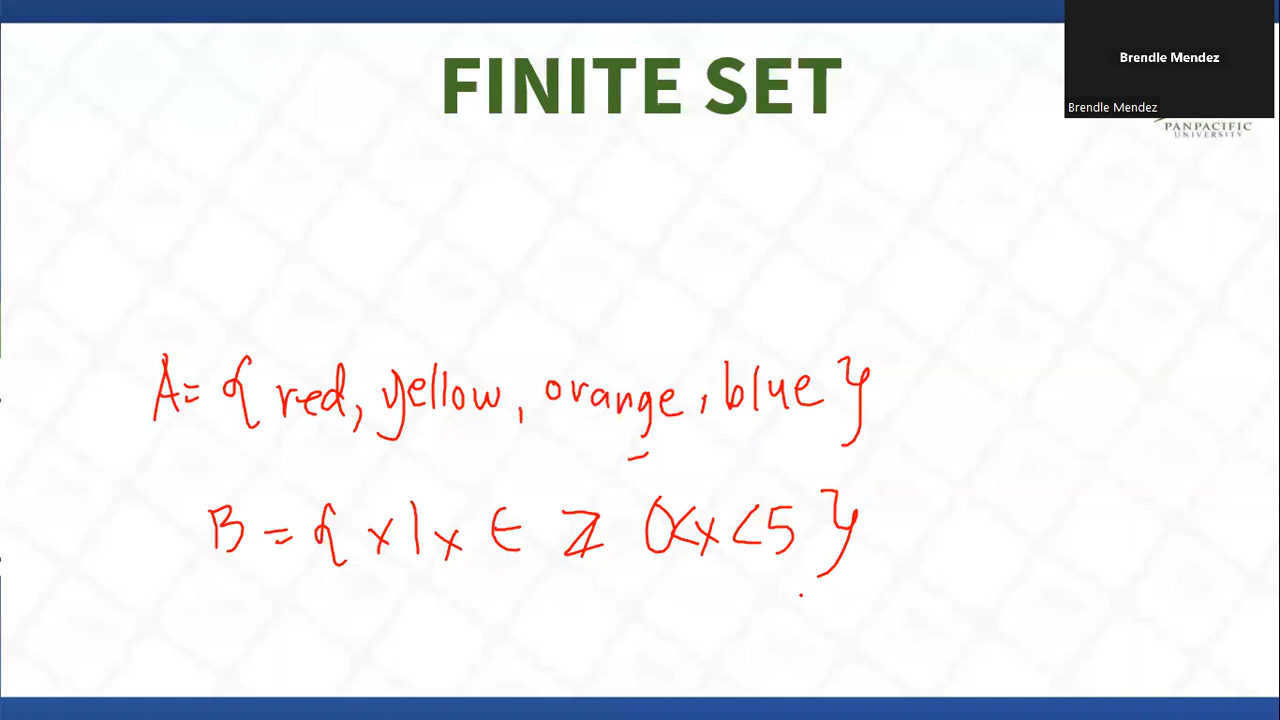 FINITE SET
Brendle Mendez
Brendle Mendez
PANPACIFIC
UNIVERSITY
A = { red, yellow, orange, blue }
B = { x | x ∈ ℤ 0<x<5 }